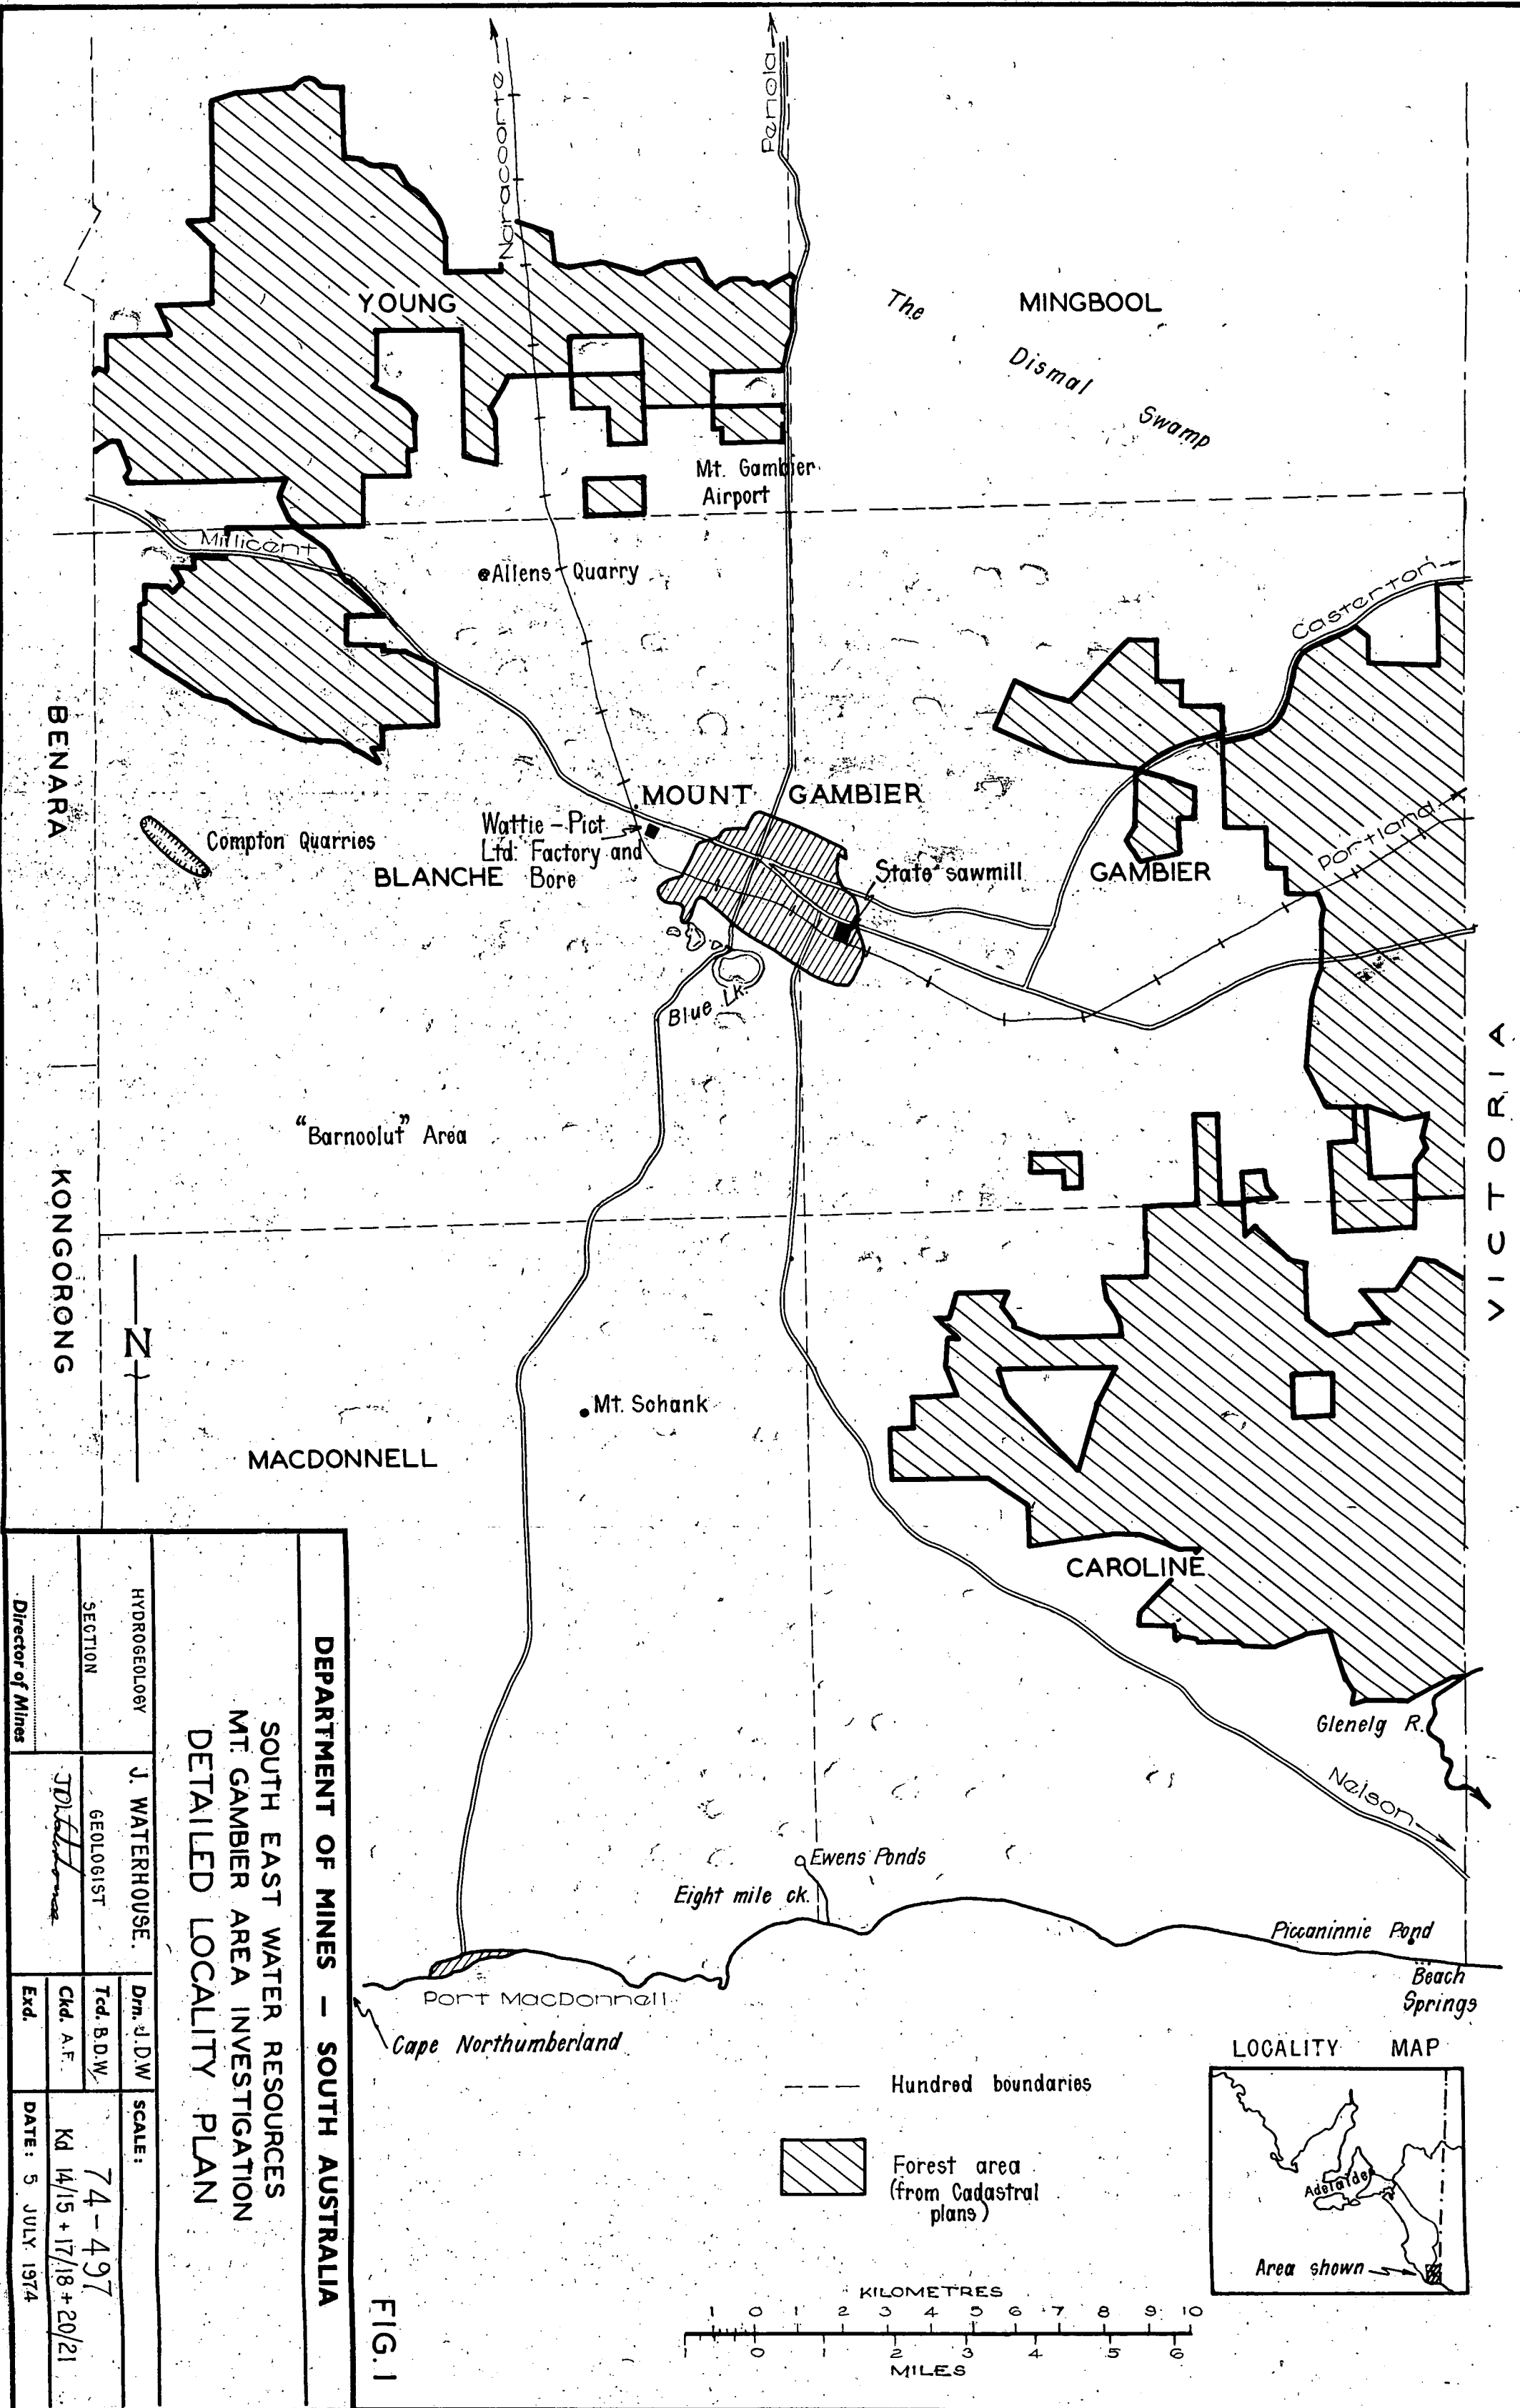 Naracoorte
Penola
YOUNG
The
Dismal
Swamp
MINGBOOL
Mt. Gambier
Airport
Millicent
Allens Quarry
Casterton
BENARA
MOUNT GAMBIER
Wattie-Pict
Ltd. Factory and
Bore
Compton Quarries
BLANCHE
State sawmill
GAMBIER
Portland
Blue Lk.
VICTORIA
"Barnoolut" Area
KONGORONG
N
Mt. Schank
MACDONNELL
CAROLINE
Glenelg R.
Nelson
Ewens Ponds
Eight mile ck.
Piccaninnie Pond
Beach
Springs
PORT MACDONNELL
Cape Northumberland
LOCALITY MAP
Adelaide
Area shown
Hundred boundaries
Forest area
(from Cadastral
plans)
KILOMETRES
1 0 1 2 3 4 5 6 7 8 9 10
1 0 1 2 3 4 5 6
MILES
FIG. 1
DEPARTMENT OF MINES – SOUTH AUSTRALIA
SOUTH EAST WATER RESOURCES
MT. GAMBIER AREA INVESTIGATION
DETAILED LOCALITY PLAN
HYDROGEOLOGY
SECTION
Director of Mines
J. WATERHOUSE.
GEOLOGIST
Drn. J.D.W
Tcd. B.D.W.
Ckd. A.F.
Exd.
SCALE:
74-497
Kd 14/15 + 17/18 + 20/21
DATE: 5 JULY 1974